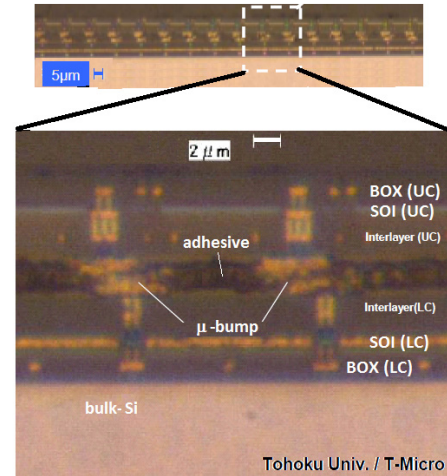 5μm
2 μm
BOX (UC)
SOI (UC)
Interlayer (UC)
adhesive
Interlayer(LC)
μ-bump
SOI (LC)
BOX (LC)
bulk- Si
Tohoku Univ. / T-Micro